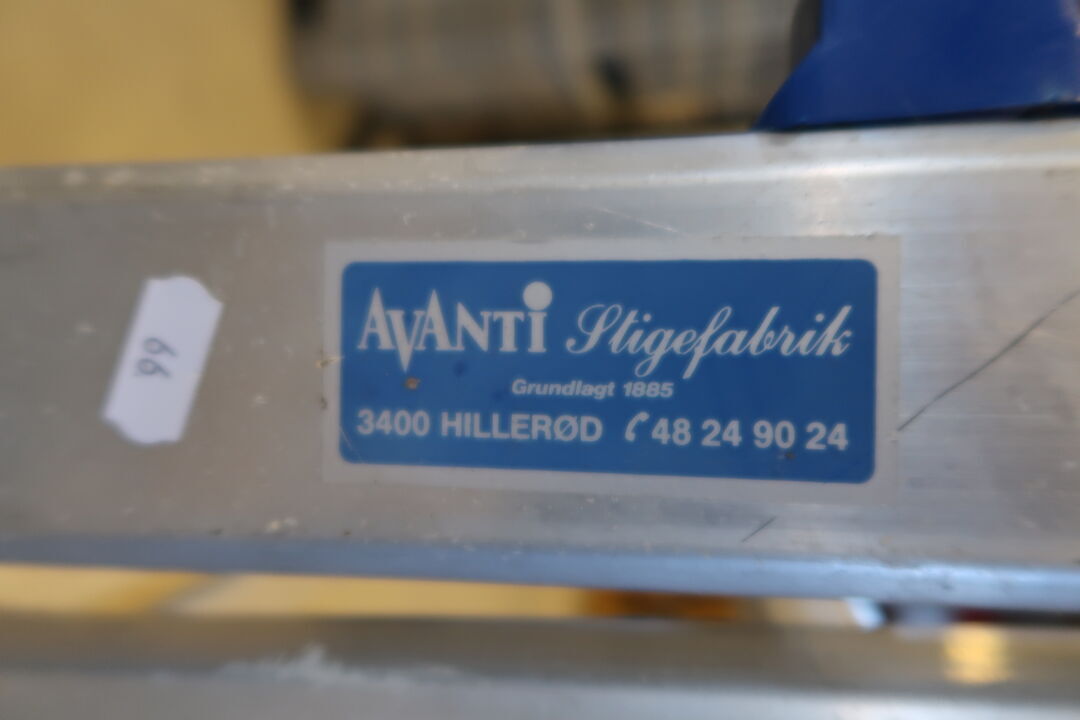 AVANTi Stigefabrik
Grundlagt 1885
3400 HILLERØD ✆ 48 24 90 24
99